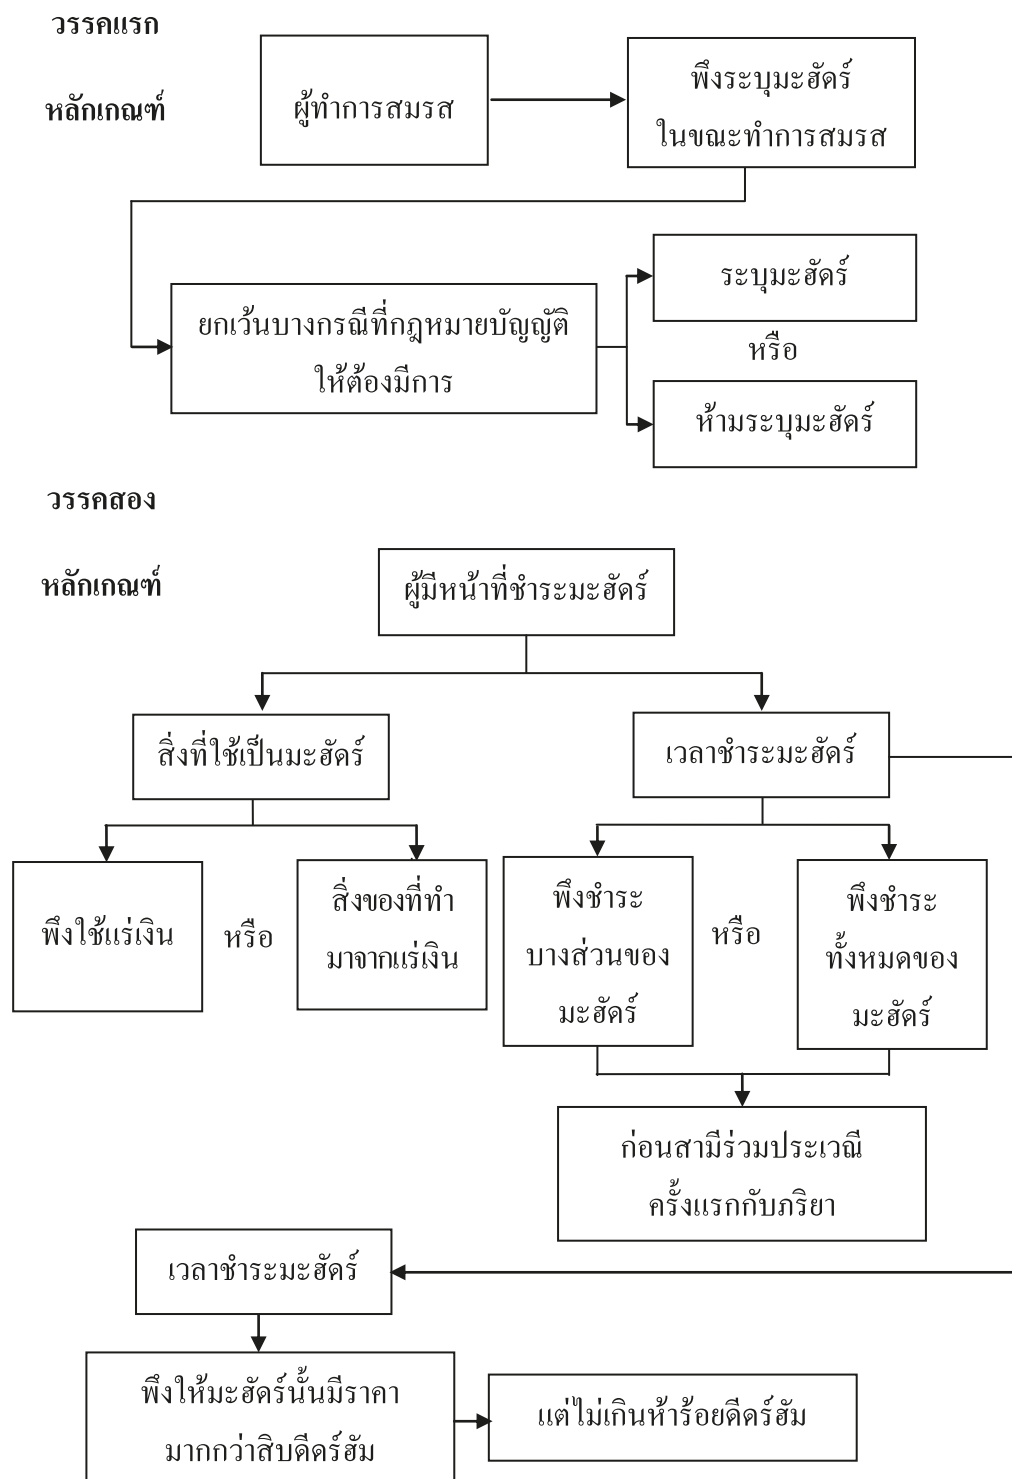 วรรคแรก
หลักเกณฑ์
ผู้ทำการสมรส
พึงระบุมะฮัดร์
ในขณะทำการสมรส
ยกเว้นบางกรณีที่กฎหมายบัญญัติ
ให้ต้องมีการ
ระบุมะฮัดร์
หรือ
ห้ามระบุมะฮัดร์
วรรคสอง
หลักเกณฑ์
ผู้มีหน้าที่ชำระมะฮัดร์
สิ่งที่ใช้เป็นมะฮัดร์
เวลาชำระมะฮัดร์
พึงใช้แร่เงิน
หรือ
สิ่งของที่ทำ
มาจากแร่เงิน
พึงชำระ
บางส่วนของ
มะฮัดร์
หรือ
พึงชำระ
ทั้งหมดของ
มะฮัดร์
ก่อนสามีร่วมประเวณี
ครั้งแรกกับภริยา
เวลาชำระมะฮัดร์
พึงให้มะฮัดร์นั้นมีราคา
มากกว่าสิบดีดร์ฮัม
แต่ไม่เกินห้าร้อยดีดร์ฮัม